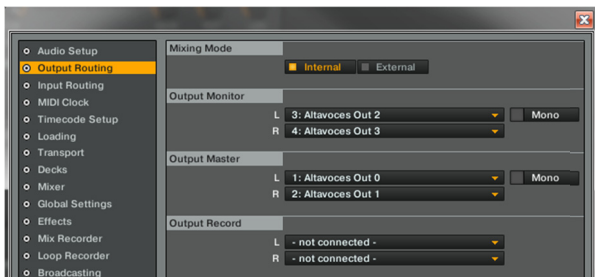 Audio Setup
Output Routing
Input Routing
MIDI Clock
Timecode Setup
Loading
Transport
Decks
Mixer
Global Settings
Effects
Mix Recorder
Loop Recorder
Broadcasting
Mixing Mode
Internal External
Output Monitor
L 3: Altavoces Out 2 Mono
R 4: Altavoces Out 3
Output Master
L 1: Altavoces Out 0 Mono
R 2: Altavoces Out 1
Output Record
L - not connected -
R - not connected -